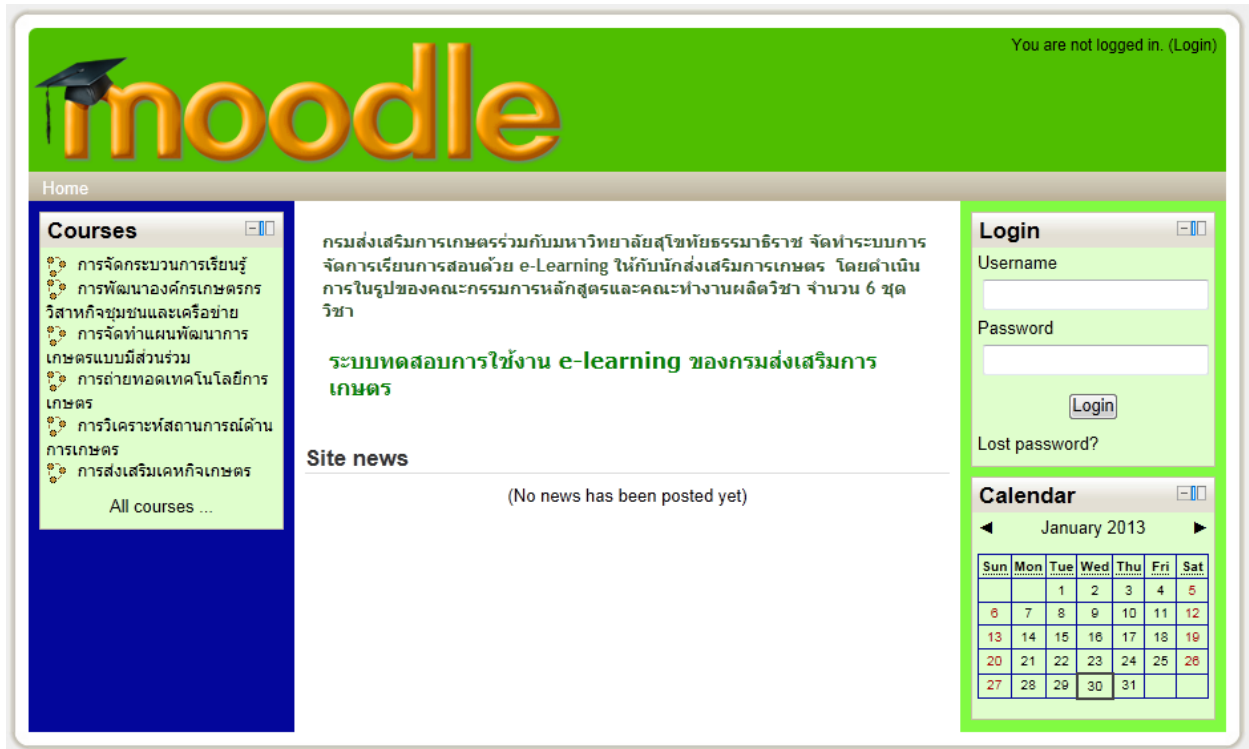 You are not logged in. (Login)
moodle
Home
Courses
การจัดกระบวนการเรียนรู้
การพัฒนาองค์กรเกษตรกร
วิสาหกิจชุมชนและเครือข่าย
การจัดทำแผนพัฒนาการ
เกษตรแบบมีส่วนร่วม
การถ่ายทอดเทคโนโลยีการ
เกษตร
การวิเคราะห์สถานการณ์ด้าน
การเกษตร
การส่งเสริมเคหกิจเกษตร
All courses ...
กรมส่งเสริมการเกษตรร่วมกับมหาวิทยาลัยสุโขทัยธรรมาธิราช จัดทำระบบการ
จัดการเรียนการสอนด้วย e-Learning ให้กับนักส่งเสริมการเกษตร โดยดำเนิน
การในรูปของคณะกรรมการหลักสูตรและคณะทำงานผลิตวิชา จำนวน 6 ชุด
วิชา
ระบบทดสอบการใช้งาน e-learning ของกรมส่งเสริมการ
เกษตร
Site news
(No news has been posted yet)
Login
Username
Password
Login
Lost password?
Calendar
◄ January 2013 ►
Sun Mon Tue Wed Thu Fri Sat
1 2 3 4 5
6 7 8 9 10 11 12
13 14 15 16 17 18 19
20 21 22 23 24 25 26
27 28 29 30 31